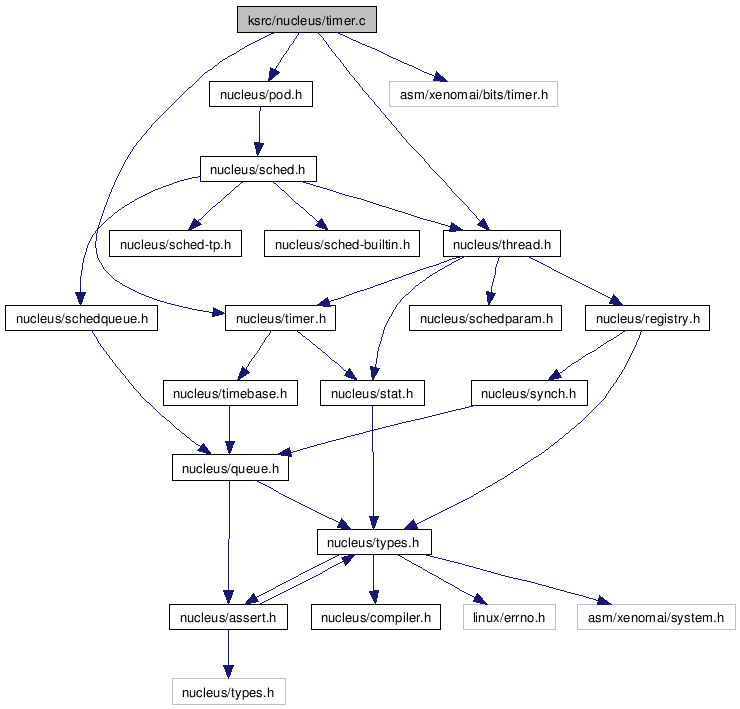 ksrc/nucleus/timer.c
nucleus/pod.h
asm/xenomai/bits/timer.h
nucleus/sched.h
nucleus/sched-tp.h
nucleus/sched-builtin.h
nucleus/thread.h
nucleus/schedqueue.h
nucleus/timer.h
nucleus/schedparam.h
nucleus/registry.h
nucleus/timebase.h
nucleus/stat.h
nucleus/synch.h
nucleus/queue.h
nucleus/types.h
nucleus/assert.h
nucleus/compiler.h
linux/errno.h
asm/xenomai/system.h
nucleus/types.h